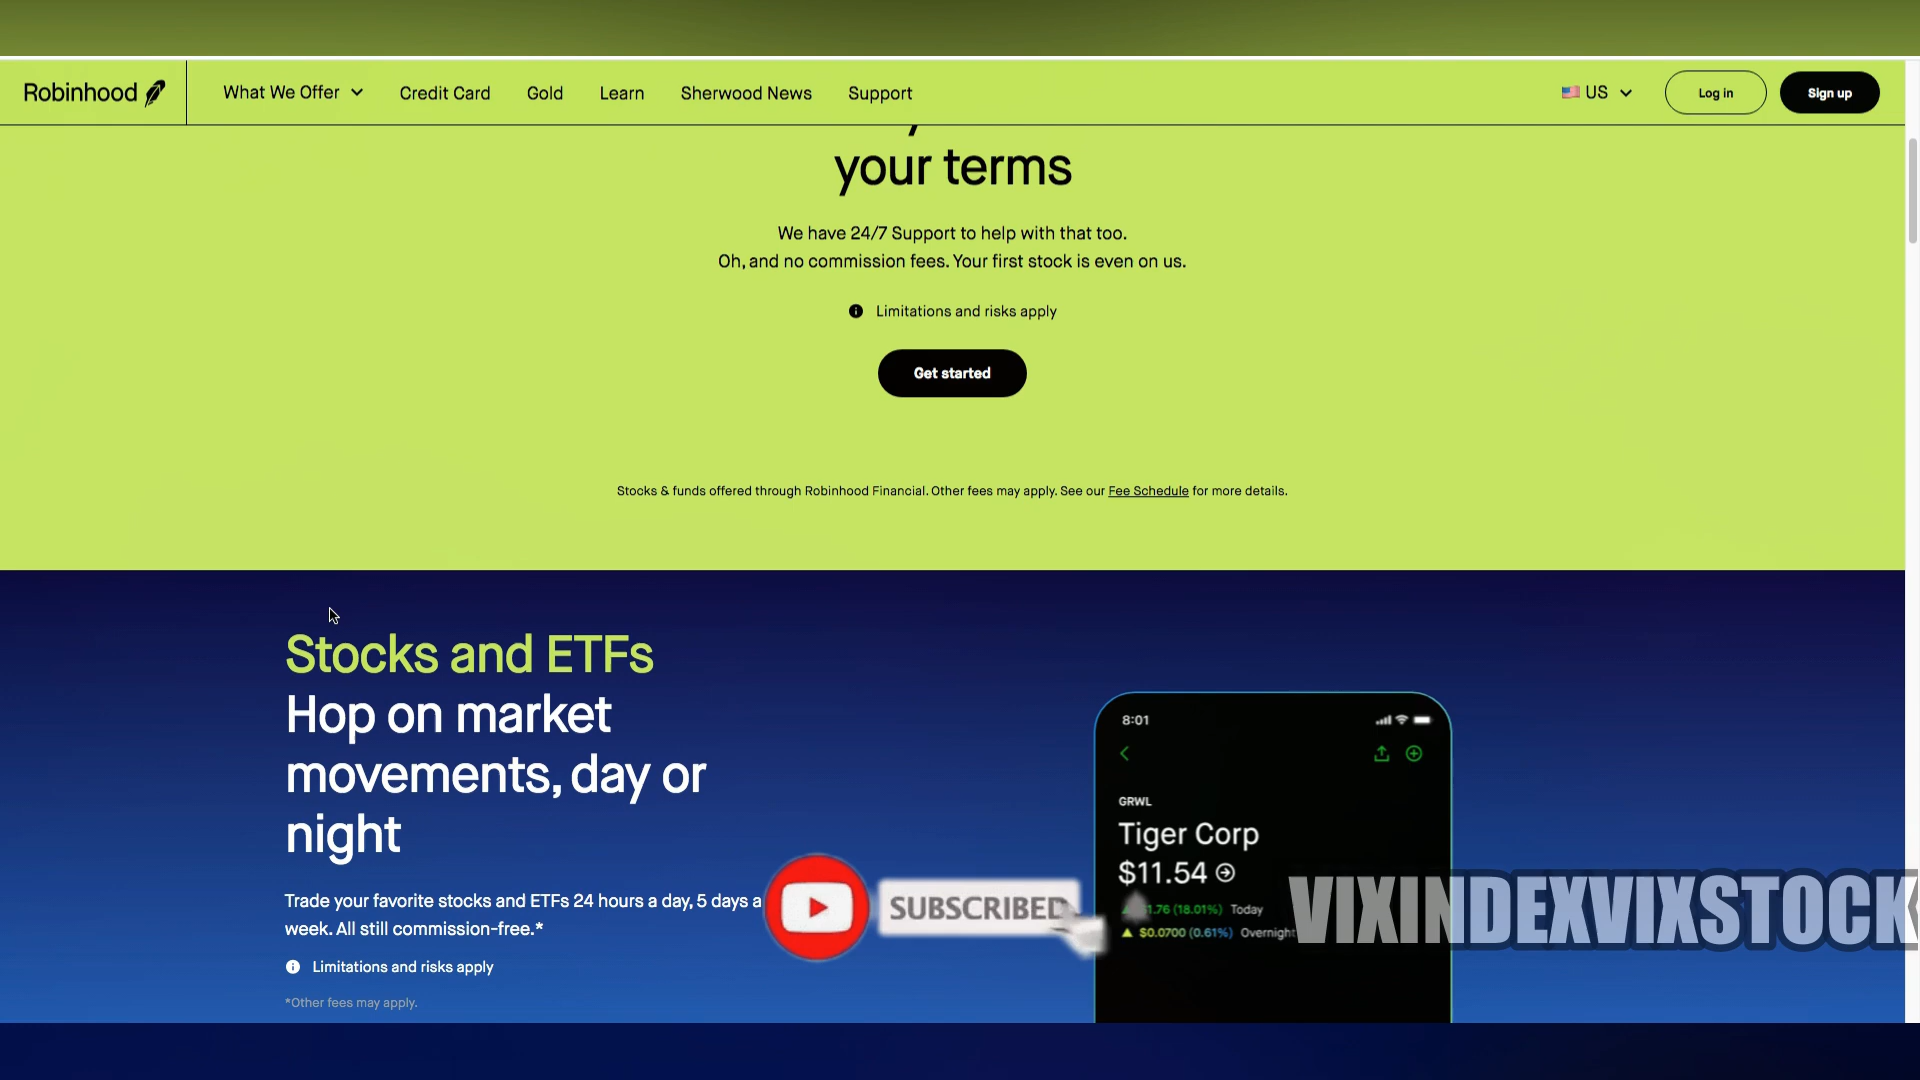 Robinhood
What We Offer
Credit Card
Gold
Learn
Sherwood News
Support
US
Log in
Sign up
your terms
We have 24/7 Support to help with that too.
Oh, and no commission fees. Your first stock is even on us.
Limitations and risks apply
Get started
Stocks & funds offered through Robinhood Financial. Other fees may apply. See our Fee Schedule for more details.
Stocks and ETFs
Hop on market
movements, day or
night
Trade your favorite stocks and ETFs 24 hours a day, 5 days a
week. All still commission-free.*
Limitations and risks apply
*Other fees may apply.
8:01
GRWL
Tiger Corp
$11.54
1.76 (18.01%) Today
$0.0700 (0.61%) Overnight
SUBSCRIBED
VIXINDEXVIXSTOCK